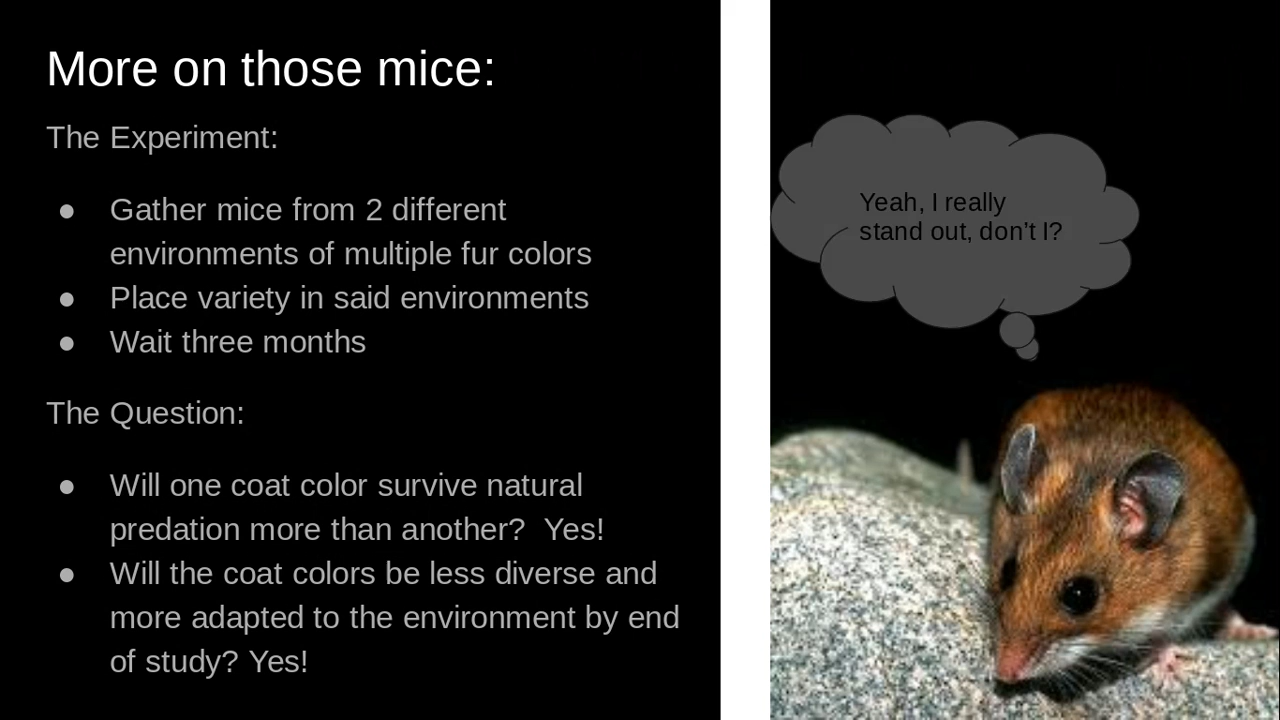 More on those mice:
The Experiment:
● Gather mice from 2 different
environments of multiple fur colors
● Place variety in said environments
● Wait three months
The Question:
● Will one coat color survive natural
predation more than another?  Yes!
● Will the coat colors be less diverse and
more adapted to the environment by end
of study? Yes!
Yeah, I really
stand out, don’t I?